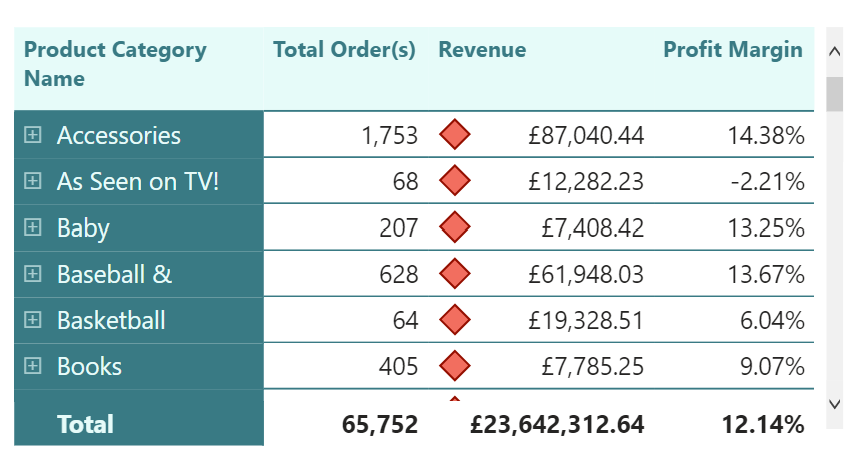 Product Category Total Order(s) Revenue Profit Margin
Name
Accessories 1,753 £87,040.44 14.38%
As Seen on TV! 68 £12,282.23 -2.21%
Baby 207 £7,408.42 13.25%
Baseball & 628 £61,948.03 13.67%
Basketball 64 £19,328.51 6.04%
Books 405 £7,785.25 9.07%
Total 65,752 £23,642,312.64 12.14%